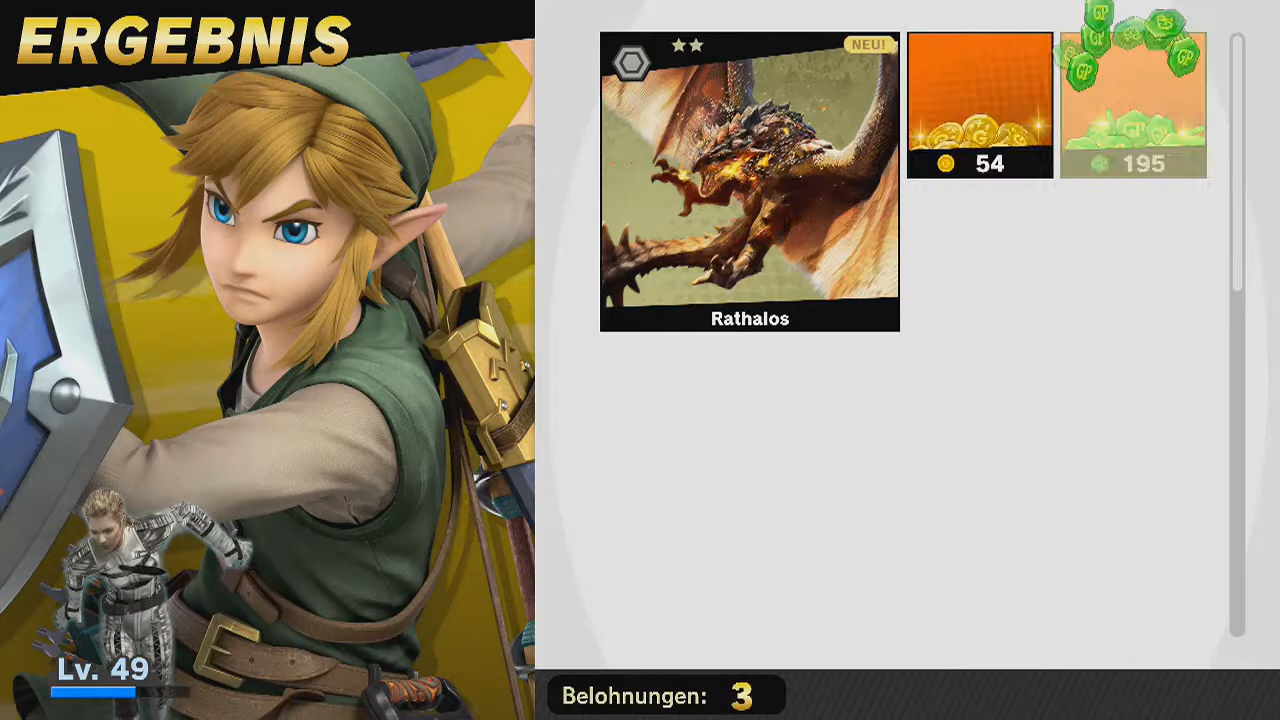 ERGEBNIS
NEU!
Rathalos
54
195
Lv. 49
Belohnungen: 3